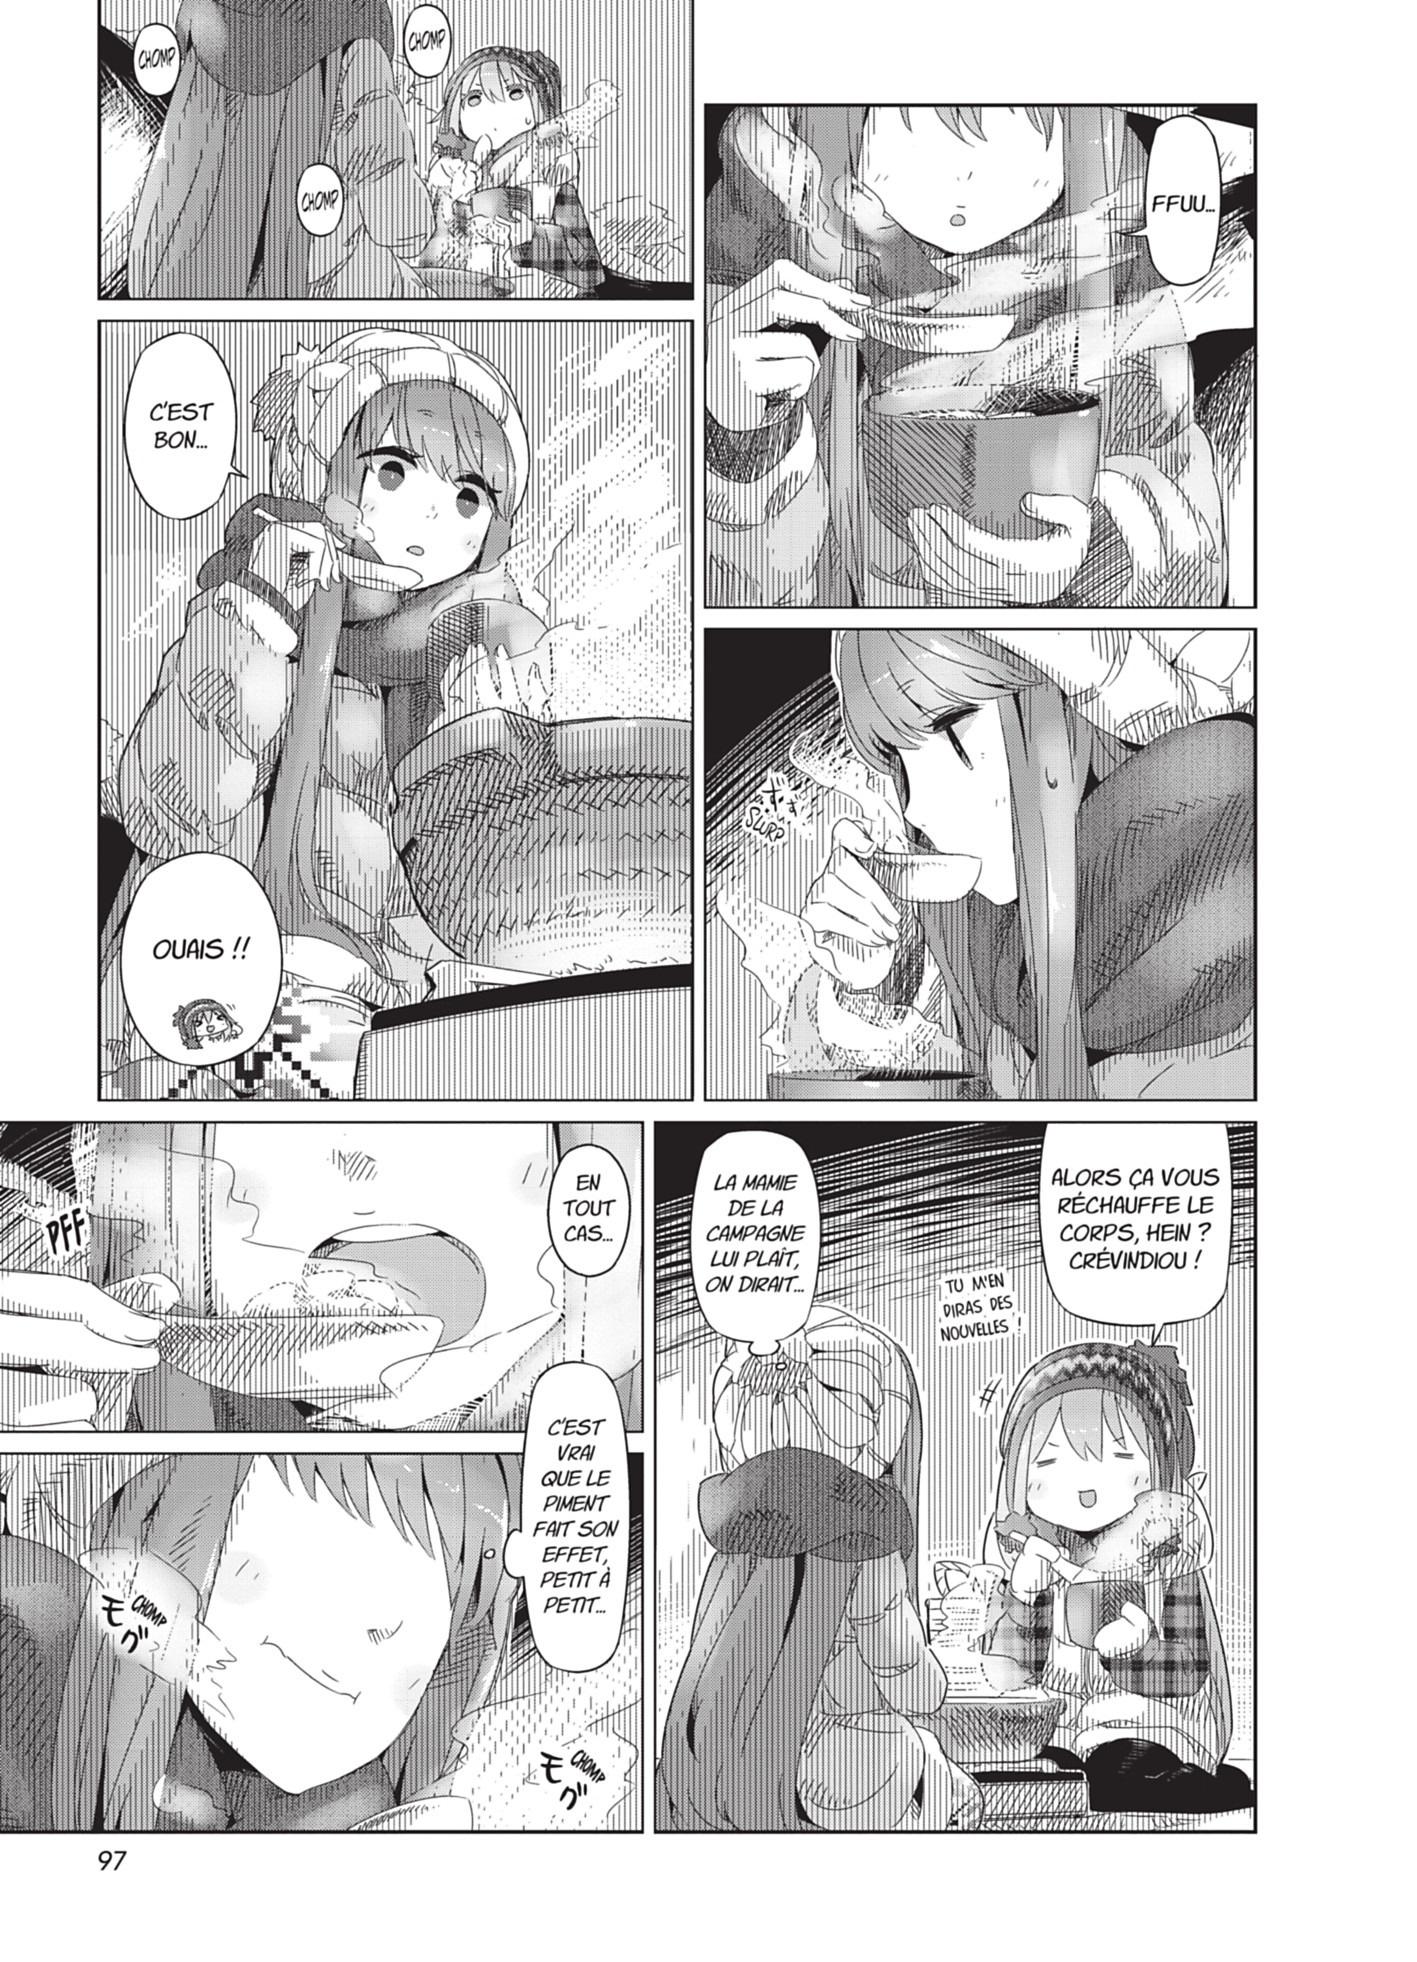 FFUU...
ズズ
SLURP
CHOMP
CHOMP
CHOMP
C'EST
BON...
OUAIS !!
ALORS ÇA VOUS
RÉCHAUFFE LE
CORPS, HEIN ?
CRÉVINDIOU !
TU M'EN
DIRAS DES
NOUVELLES !
LA MAMIE
DE LA
CAMPAGNE
LUI PLAÎT,
ON DIRAIT...
EN
TOUT
CAS...
PFF
C'EST
VRAI
QUE LE
PIMENT
FAIT SON
EFFET,
PETIT À
PETIT...
モグ
CHOMP
モグ
CHOMP
97